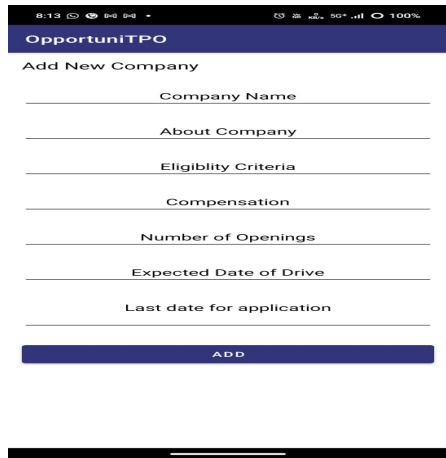 8:13
5G+ 100%
OpportuniTPO
Add New Company
Company Name
About Company
Eligiblity Criteria
Compensation
Number of Openings
Expected Date of Drive
Last date for application
ADD